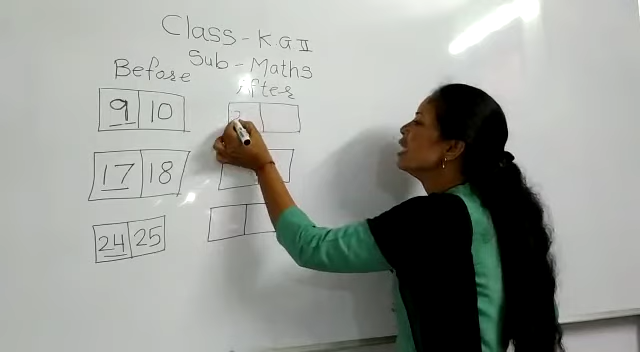 Class - K.G II
Sub - Maths
Before
After
9 10
17 18
24 25